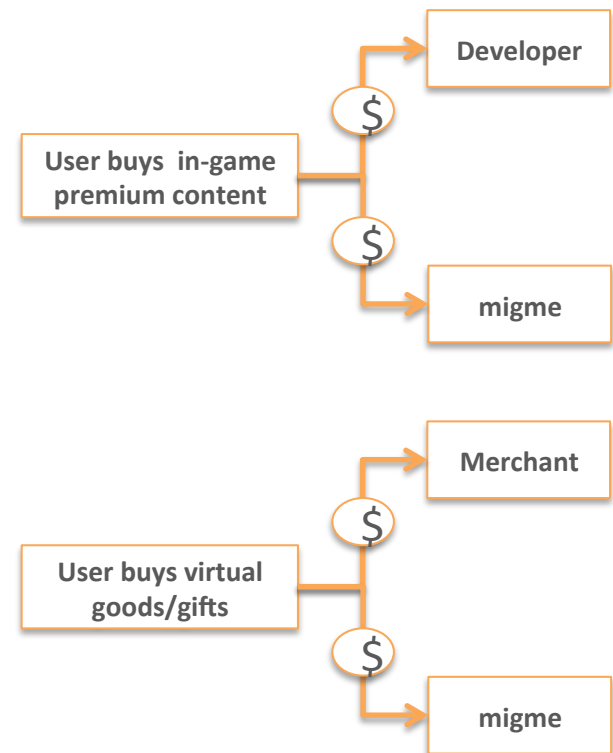 Developer
$
User buys in-game
premium content
$
migme
Merchant
$
User buys virtual
goods/gifts
$
migme